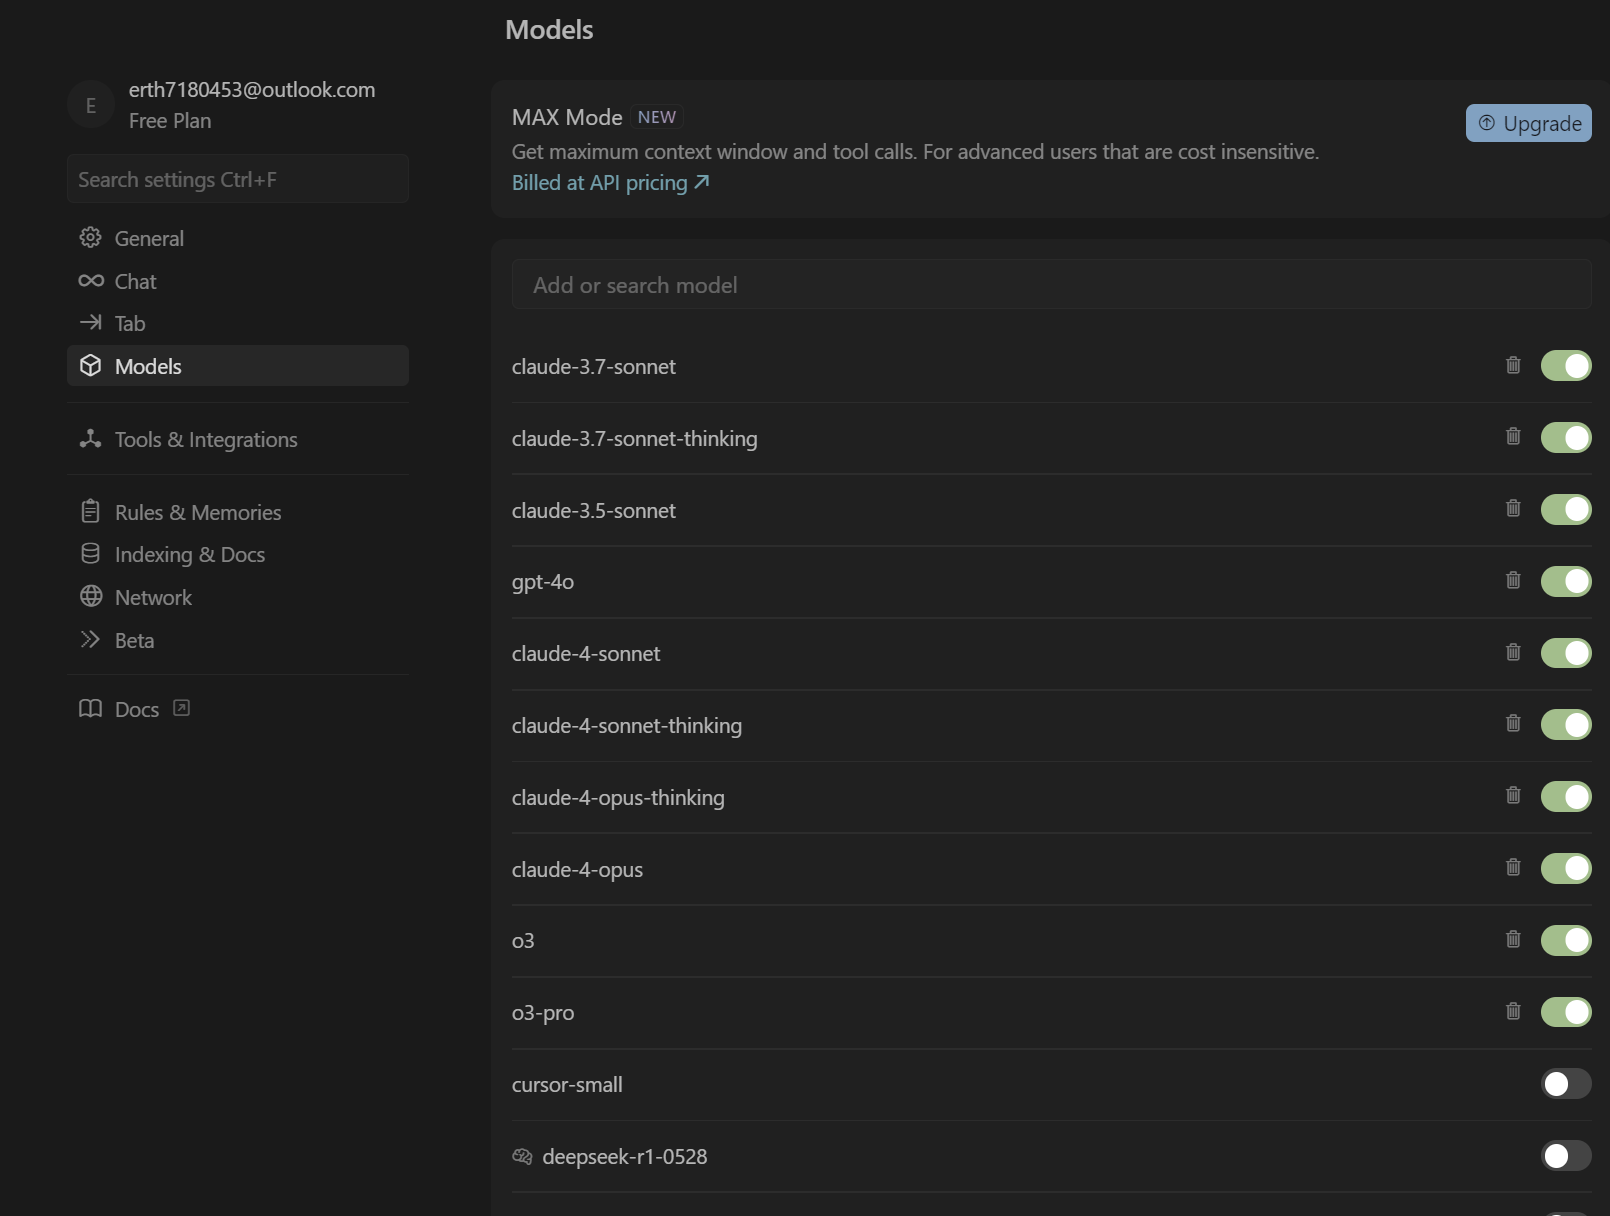 Models
E
erth7180453@outlook.com
Free Plan
Search settings Ctrl+F
General
Chat
Tab
Models
Tools & Integrations
Rules & Memories
Indexing & Docs
Network
Beta
Docs
MAX Mode NEW
Get maximum context window and tool calls. For advanced users that are cost insensitive.
Billed at API pricing
Upgrade
Add or search model
claude-3.7-sonnet
claude-3.7-sonnet-thinking
claude-3.5-sonnet
gpt-4o
claude-4-sonnet
claude-4-sonnet-thinking
claude-4-opus-thinking
claude-4-opus
o3
o3-pro
cursor-small
deepseek-r1-0528